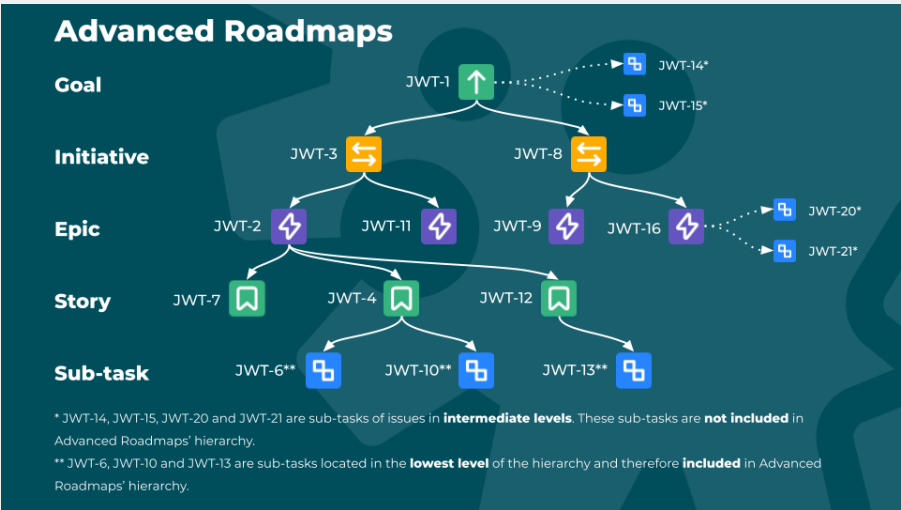 Advanced Roadmaps
Goal
JWT-1
JWT-14*
JWT-15*
Initiative
JWT-3
JWT-8
Epic
JWT-2
JWT-11
JWT-9
JWT-16
JWT-20*
JWT-21*
Story
JWT-7
JWT-4
JWT-12
Sub-task
JWT-6**
JWT-10**
JWT-13**
* JWT-14, JWT-15, JWT-20 and JWT-21 are sub-tasks of issues in intermediate levels. These sub-tasks are not included in
Advanced Roadmaps' hierarchy.
** JWT-6, JWT-10 and JWT-13 are sub-tasks located in the lowest level of the hierarchy and therefore included in Advanced
Roadmaps' hierarchy.